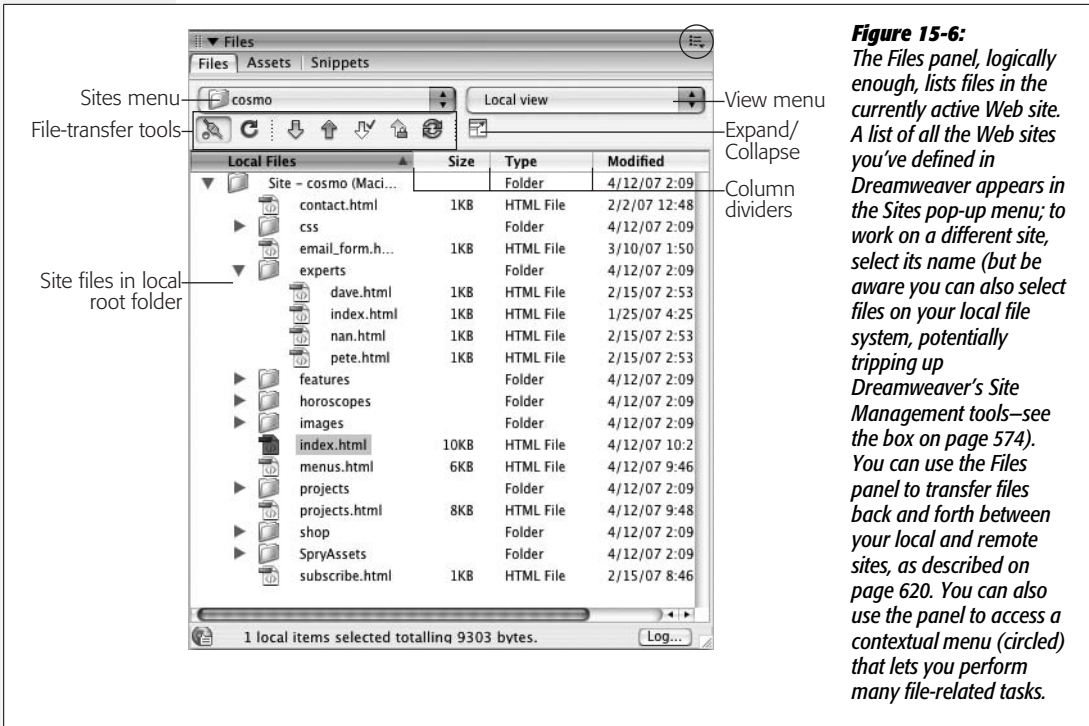 Files
Files Assets Snippets
Sites menu
cosmo
Local view
View menu
File-transfer tools
Expand/
Collapse
Local Files Size Type Modified
Site – cosmo (Maci... Folder 4/12/07 2:09
contact.html 1KB HTML File 2/2/07 12:48
Column
dividers
css Folder 4/12/07 2:09
email_form.h... 1KB HTML File 3/10/07 1:50
Site files in local
root folder
experts Folder 4/12/07 2:09
dave.html 1KB HTML File 2/15/07 2:53
index.html 1KB HTML File 1/25/07 4:25
nan.html 1KB HTML File 2/15/07 2:53
pete.html 1KB HTML File 2/15/07 2:53
features Folder 4/12/07 2:09
horoscopes Folder 4/12/07 2:09
images Folder 4/12/07 2:09
index.html 10KB HTML File 4/12/07 10:2
menus.html 6KB HTML File 4/12/07 9:46
projects Folder 4/12/07 2:09
projects.html 8KB HTML File 4/12/07 9:48
shop Folder 4/12/07 2:09
SpryAssets Folder 4/12/07 2:09
subscribe.html 1KB HTML File 2/15/07 8:46
1 local items selected totalling 9303 bytes.
Log...
Figure 15-6:
The Files panel, logically
enough, lists files in the
currently active Web site.
A list of all the Web sites
you've defined in
Dreamweaver appears in
the Sites pop-up menu; to
work on a different site,
select its name (but be
aware you can also select
files on your local file
system, potentially
tripping up
Dreamweaver's Site
Management tools—see
the box on page 574).
You can use the Files
panel to transfer files
back and forth between
your local and remote
sites, as described on
page 620. You can also
use the panel to access a
contextual menu (circled)
that lets you perform
many file-related tasks.